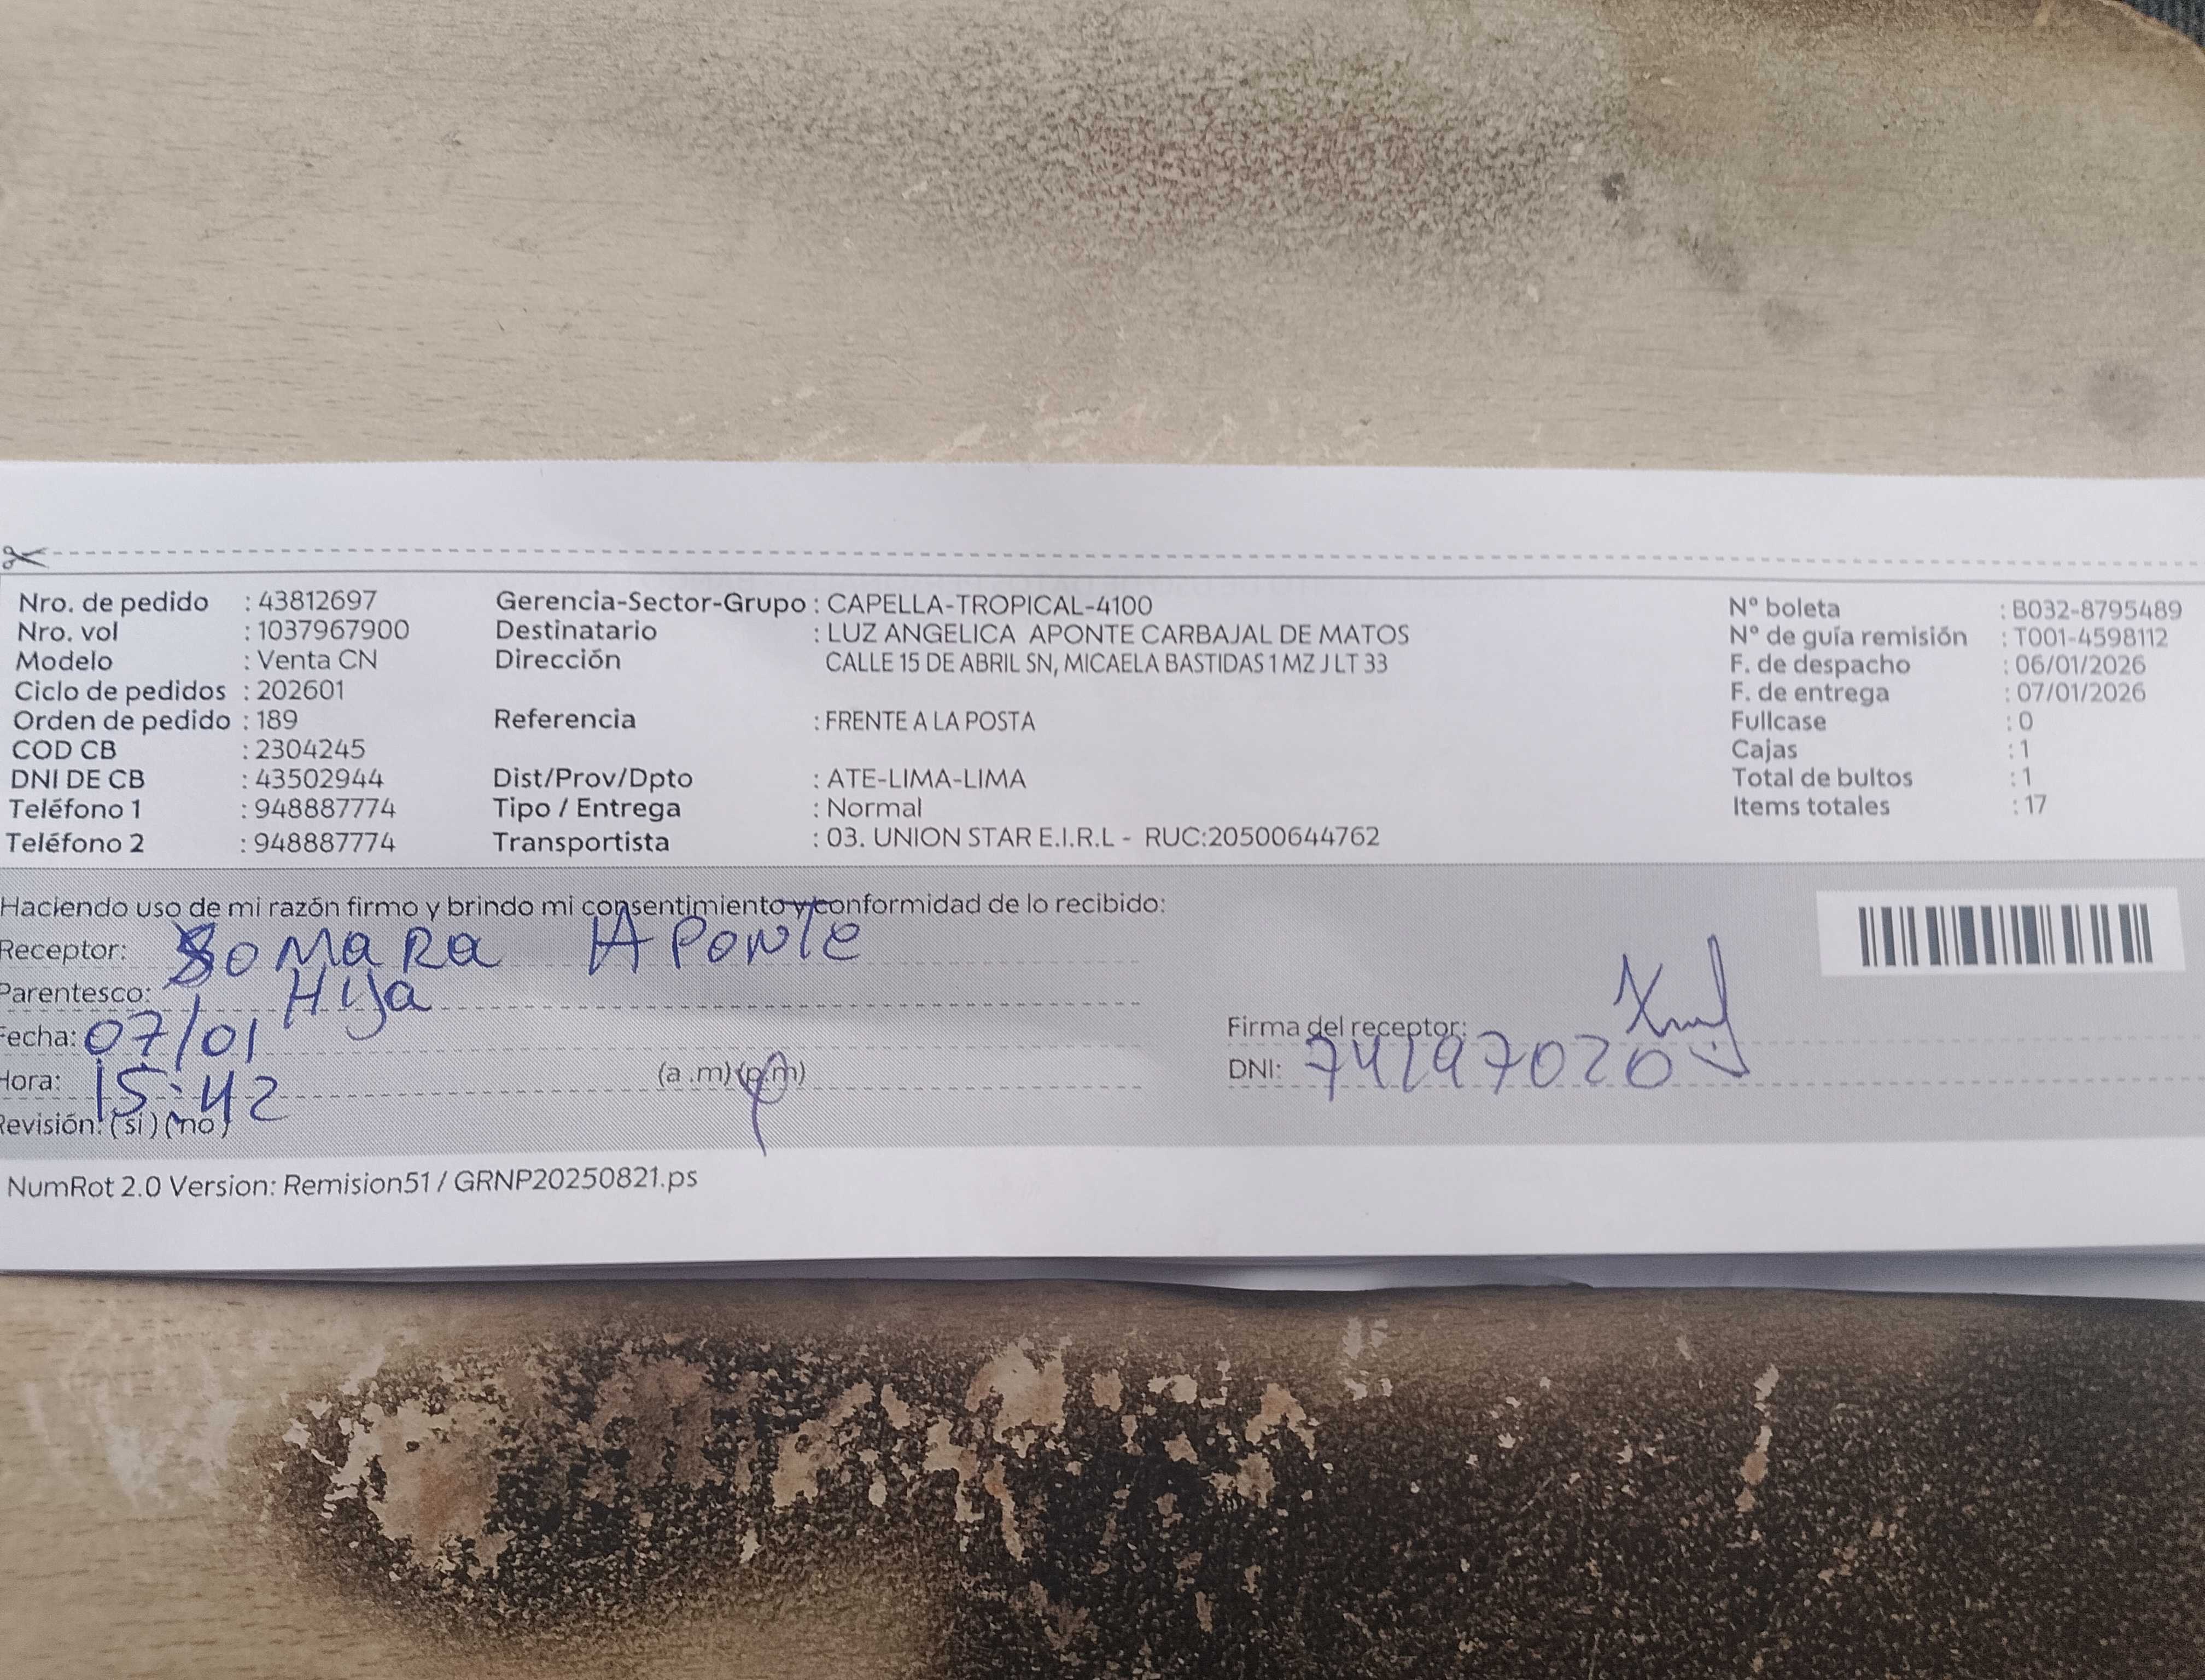 Nro. de pedido : 43812697 Gerencia-Sector-Grupo : CAPELLA-TROPICAL-4100 N° boleta : B032-8795489
Nro. vol : 1037967900 Destinatario : LUZ ANGELICA APONTE CARBAJAL DE MATOS N° de guía remisión : T001-4598112
Modelo : Venta CN Dirección CALLE 15 DE ABRIL SN, MICAELA BASTIDAS 1 MZ J LT 33 F. de despacho : 06/01/2026
Ciclo de pedidos : 202601 F. de entrega : 07/01/2026
Orden de pedido : 189 Referencia : FRENTE A LA POSTA Fullcase : 0
COD CB : 2304245 Cajas : 1
DNI DE CB : 43502944 Dist/Prov/Dpto : ATE-LIMA-LIMA Total de bultos : 1
Teléfono 1 : 948887774 Tipo / Entrega : Normal Items totales : 17
Teléfono 2 : 948887774 Transportista : 03. UNION STAR E.I.R.L - RUC:20500644762
Haciendo uso de mi razón firmo y brindo mi consentimiento y conformidad de lo recibido:
Receptor: APONTE
Parentesco: Hija
Fecha: 07/01 Firma del receptor:
Hora: 15:42 (a .m) (p.m) DNI: 74297020
Revisión: (si) (no)
NumRot 2.0 Version: Remision51 / GRNP20250821.ps